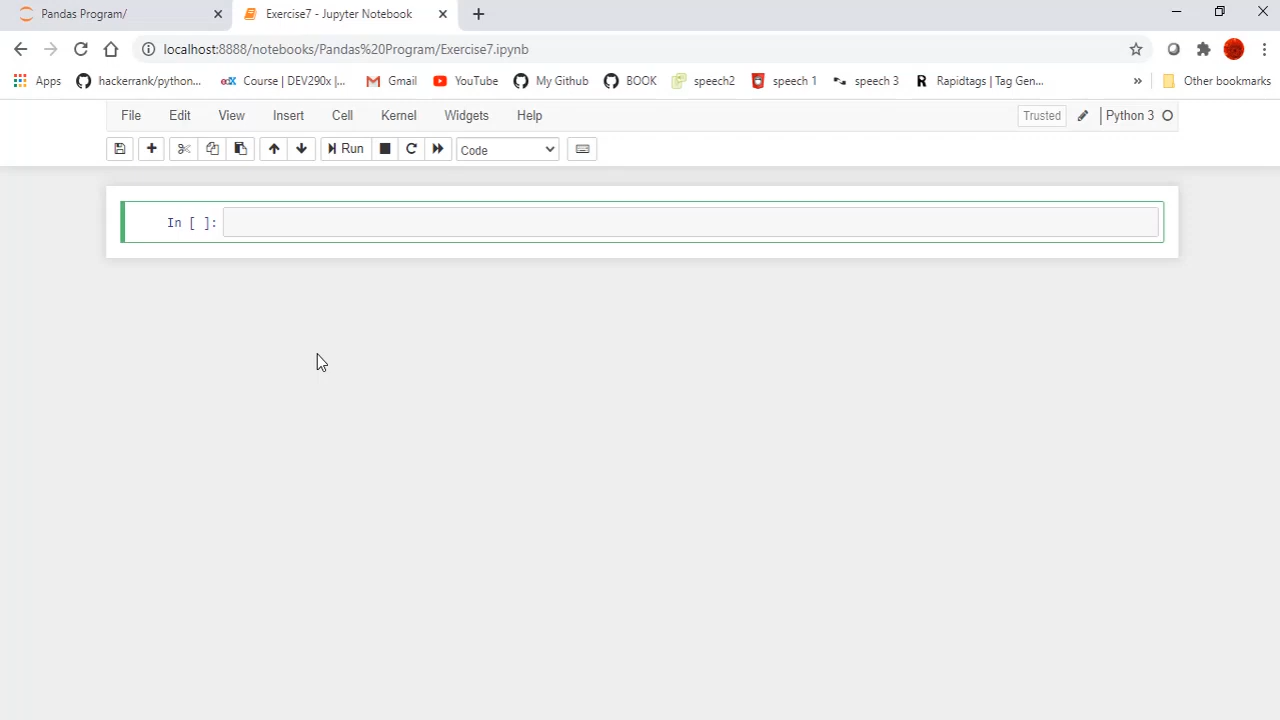 Pandas Program/
Exercise7 - Jupyter Notebook
localhost:8888/notebooks/Pandas%20Program/Exercise7.ipynb
Apps hackerrank/python... edX Course | DEV290x |... Gmail YouTube My Github BOOK speech2 speech 1 speech 3 R Rapidtags | Tag Gen... » Other bookmarks
File Edit View Insert Cell Kernel Widgets Help Trusted Python 3
Run Code
In [ ]: